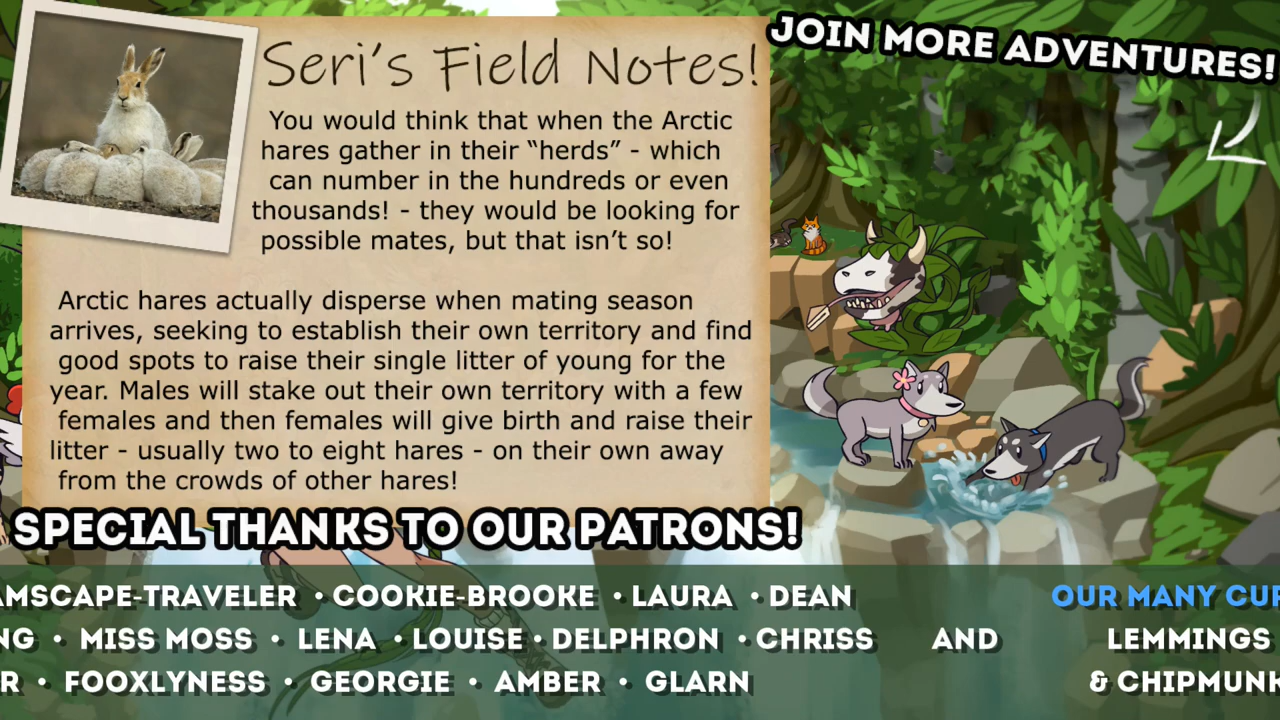 Seri's Field Notes!
JOIN MORE ADVENTURES!
You would think that when the Arctic
hares gather in their “herds” - which
can number in the hundreds or even
thousands! - they would be looking for
possible mates, but that isn’t so!
Arctic hares actually disperse when mating season
arrives, seeking to establish their own territory and find
good spots to raise their single litter of young for the
year. Males will stake out their own territory with a few
females and then females will give birth and raise their
litter - usually two to eight hares - on their own away
from the crowds of other hares!
SPECIAL THANKS TO OUR PATRONS!
AMSCAPE-TRAVELER • COOKIE-BROOKE • LAURA • DEAN OUR MANY CUR
NG • MISS MOSS • LENA • LOUISE • DELPHRON • CHRISS AND LEMMINGS
R • FOOXLYNESS • GEORGIE • AMBER • GLARN & CHIPMUNK